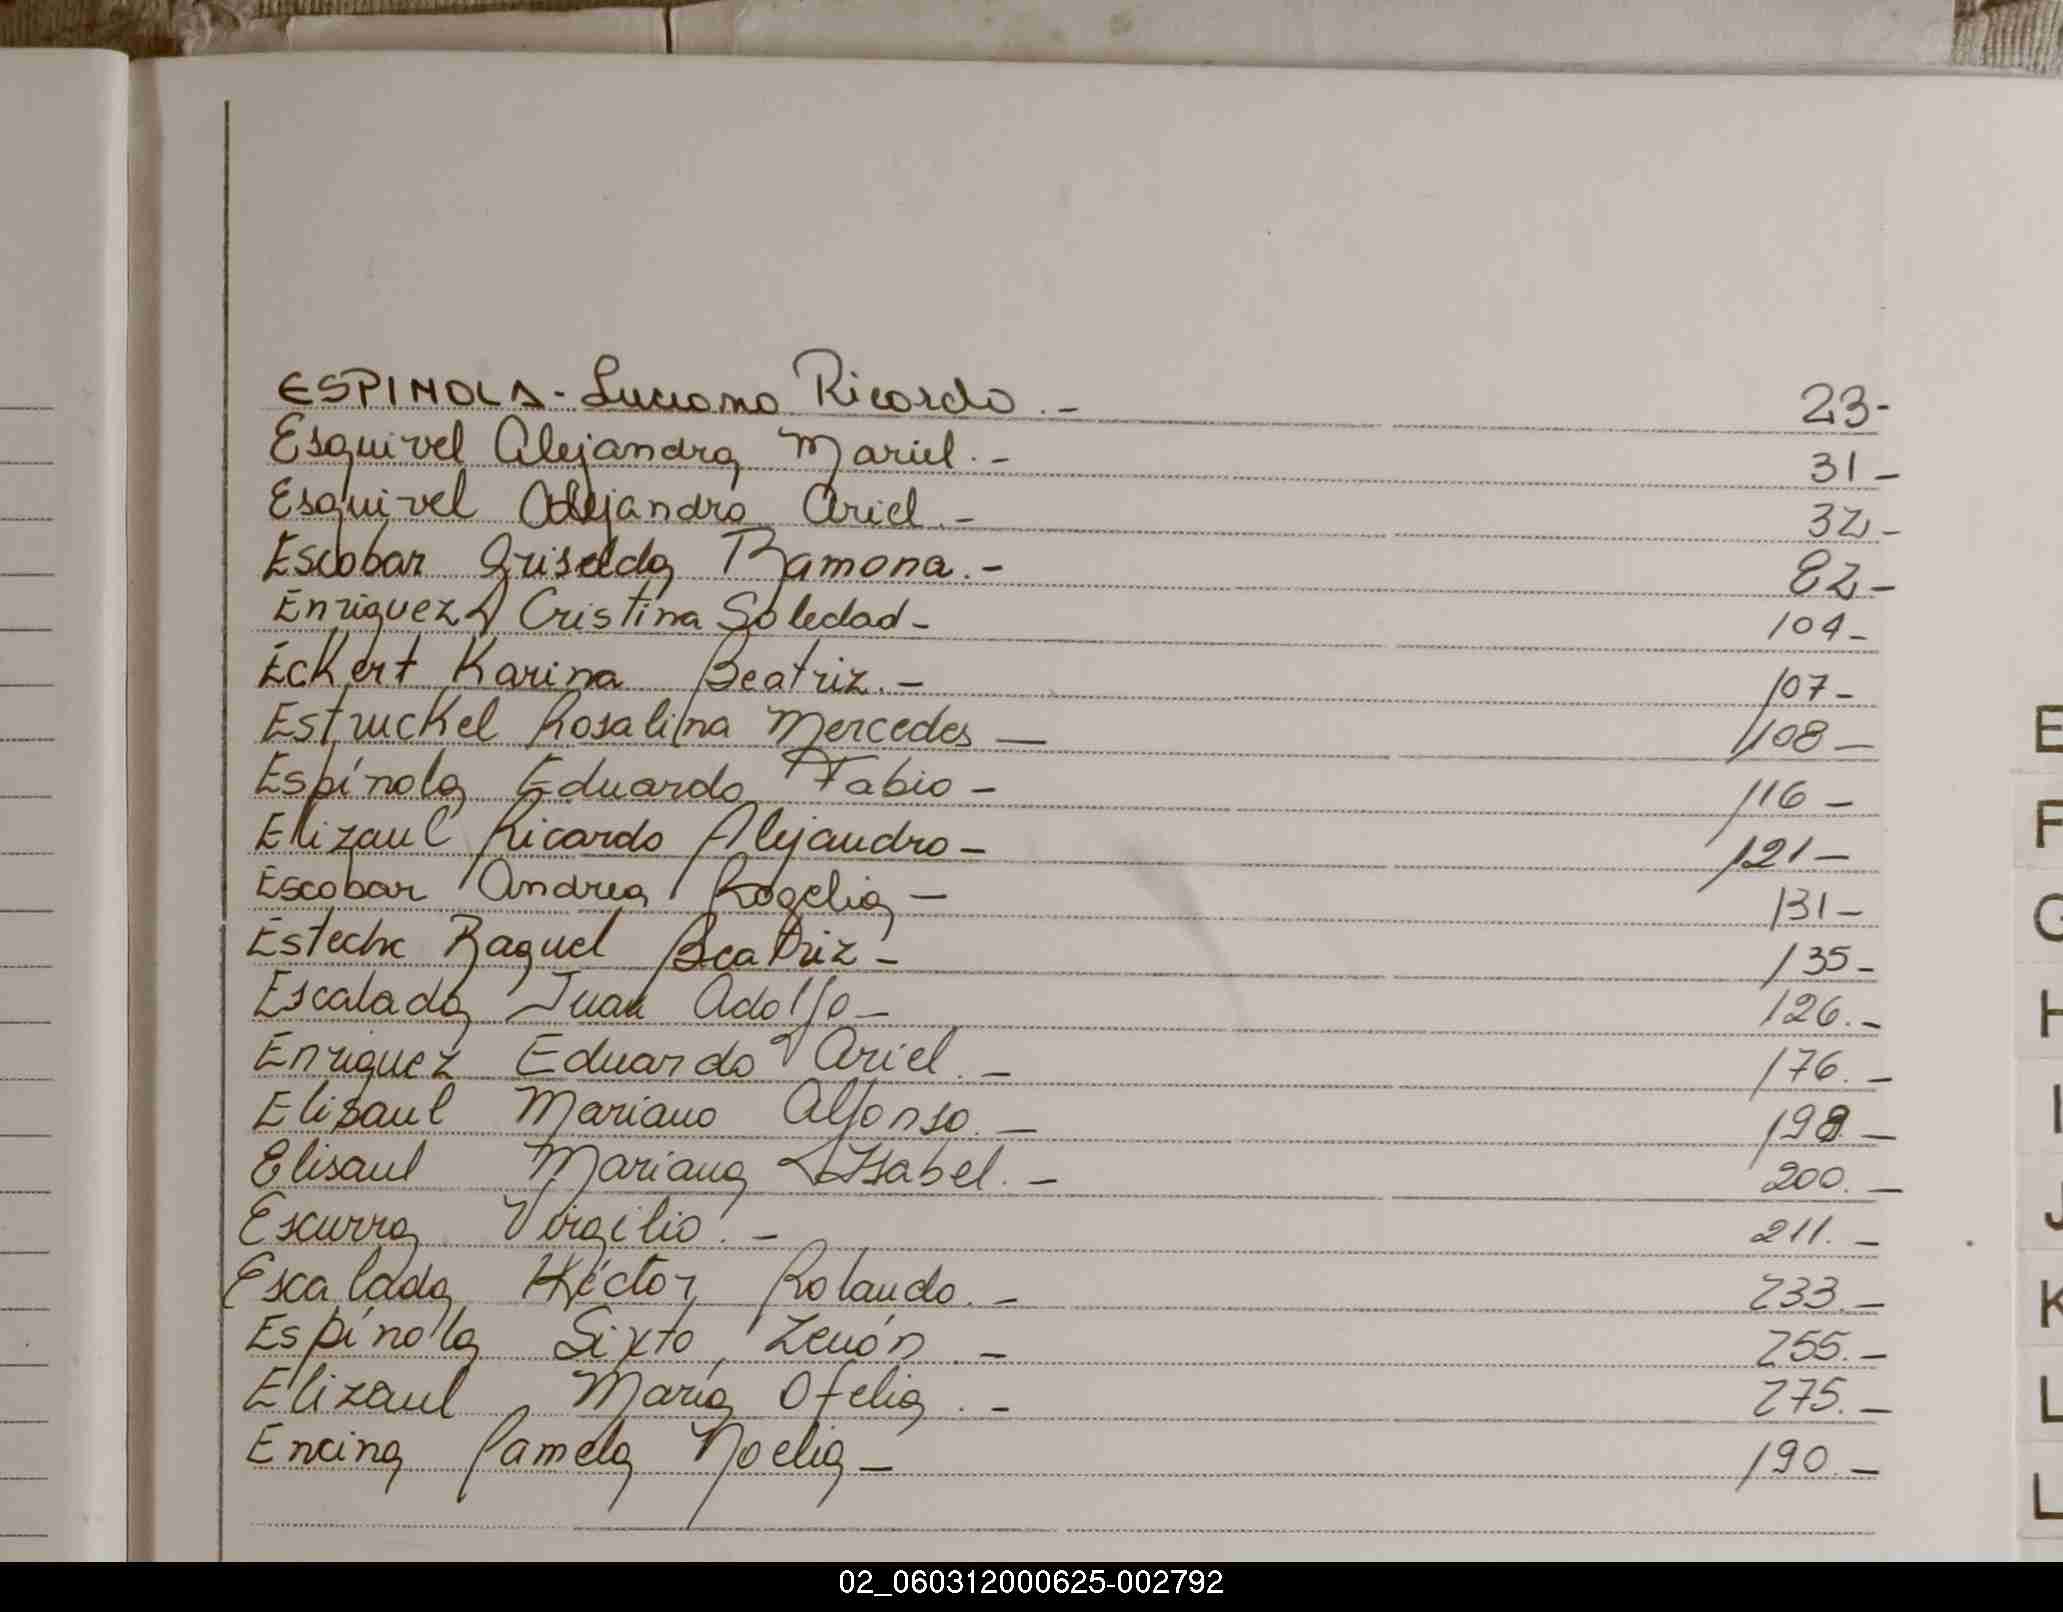 ESPINOLA - Luciano Ricardo .- 23-
Esquivel Alejandra Mariel .- 31-
Esquivel Alejandro Ariel .- 32-
Escobar Griselda Ramona .- 82-
Enriquez Cristina Soledad - 104-
Eckert Karina Beatriz .- 107-
Estruckel Rosalina Mercedes - 108-
Espínola Eduardo Fabio - 116-
Elizaul Ricardo Alejandro - 121-
Escobar Andrea Rogelia - 131-
Esteche Raquel Beatriz - 135-
Escalada Juan Adolfo - 126.-
Enriquez Eduardo Ariel .- 176.-
Elisaul Mariano Alfonso .- 198-
Elisaul Mariana Isabel .- 200.-
Escurra Virgilio .- 211.-
Escalada Héctor Rolando .- 233.-
Espínola Sixto Zenón .- 255.-
Elizaul María Ofelia .- 275.-
Encina Pamela Noelia - 190.-
E
F
G
H
I
J
K
L
02_060312000625-002792